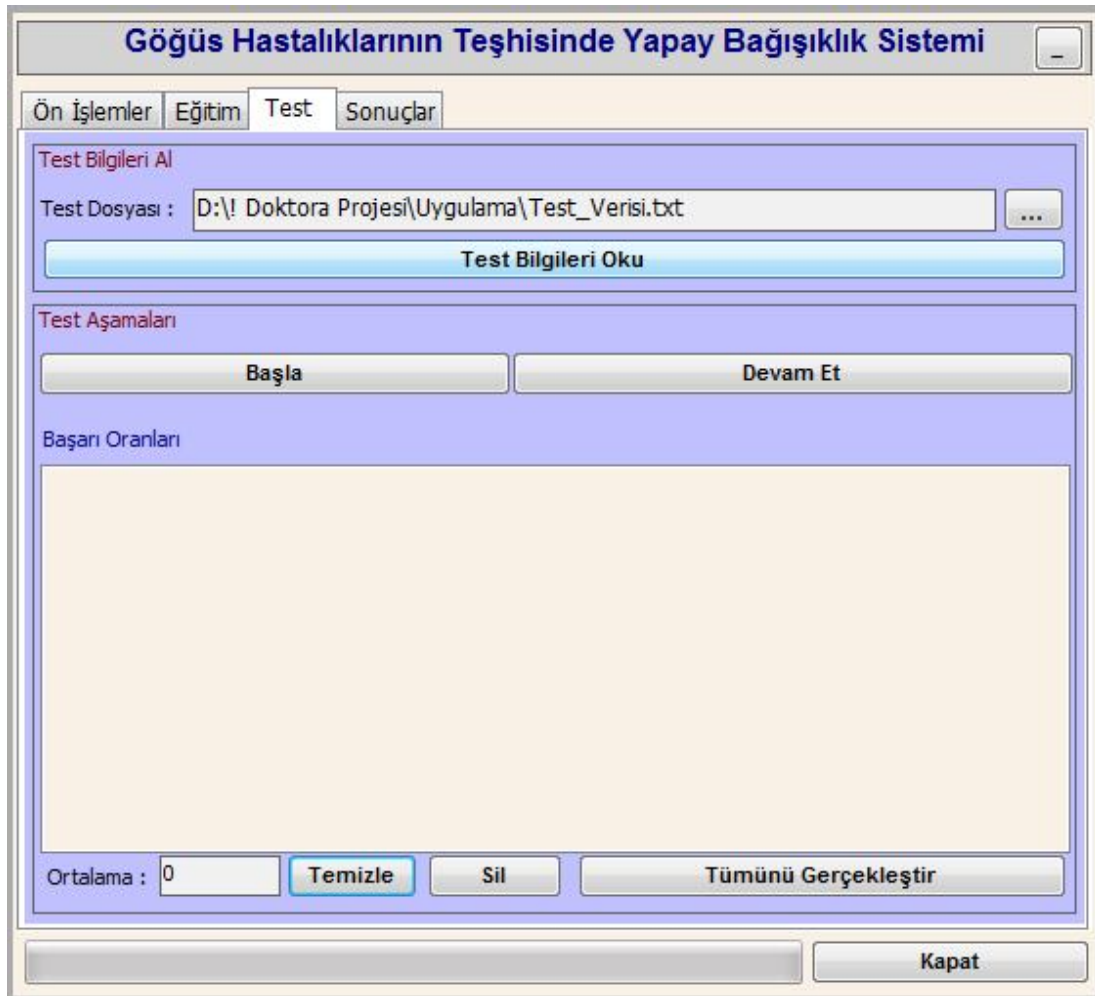 Göğüs Hastalıklarının Teşhisinde Yapay Bağışıklık Sistemi _
Ön İşlemler Eğitim Test Sonuçlar
Test Bilgileri Al
Test Dosyası : D:\! Doktora Projesi\Uygulama\Test_Verisi.txt ...
Test Bilgileri Oku
Test Aşamaları
Başla Devam Et
Başarı Oranları
Ortalama : 0 Temizle Sil Tümünü Gerçekleştir
Kapat